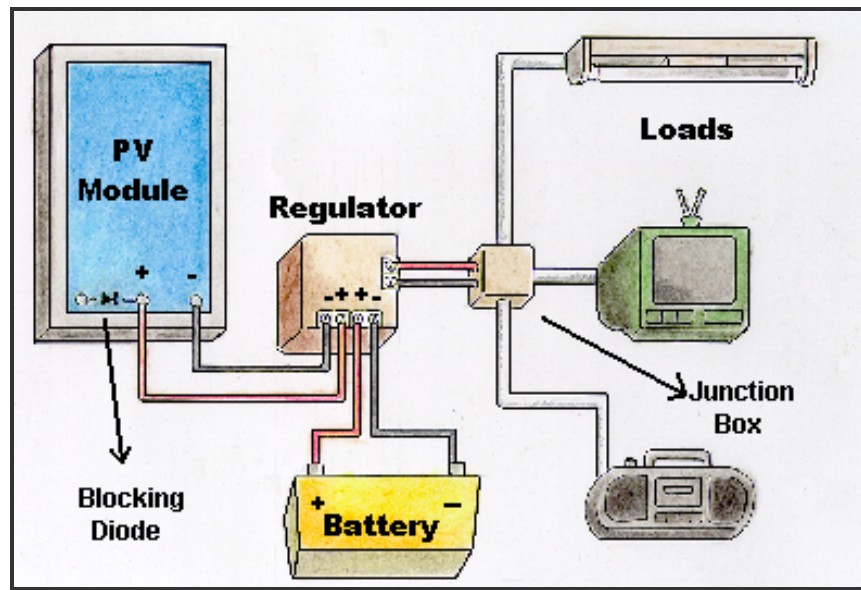 PV
Module
+ -
Blocking
Diode
Regulator
-++-
+ −
Battery
Loads
Junction
Box